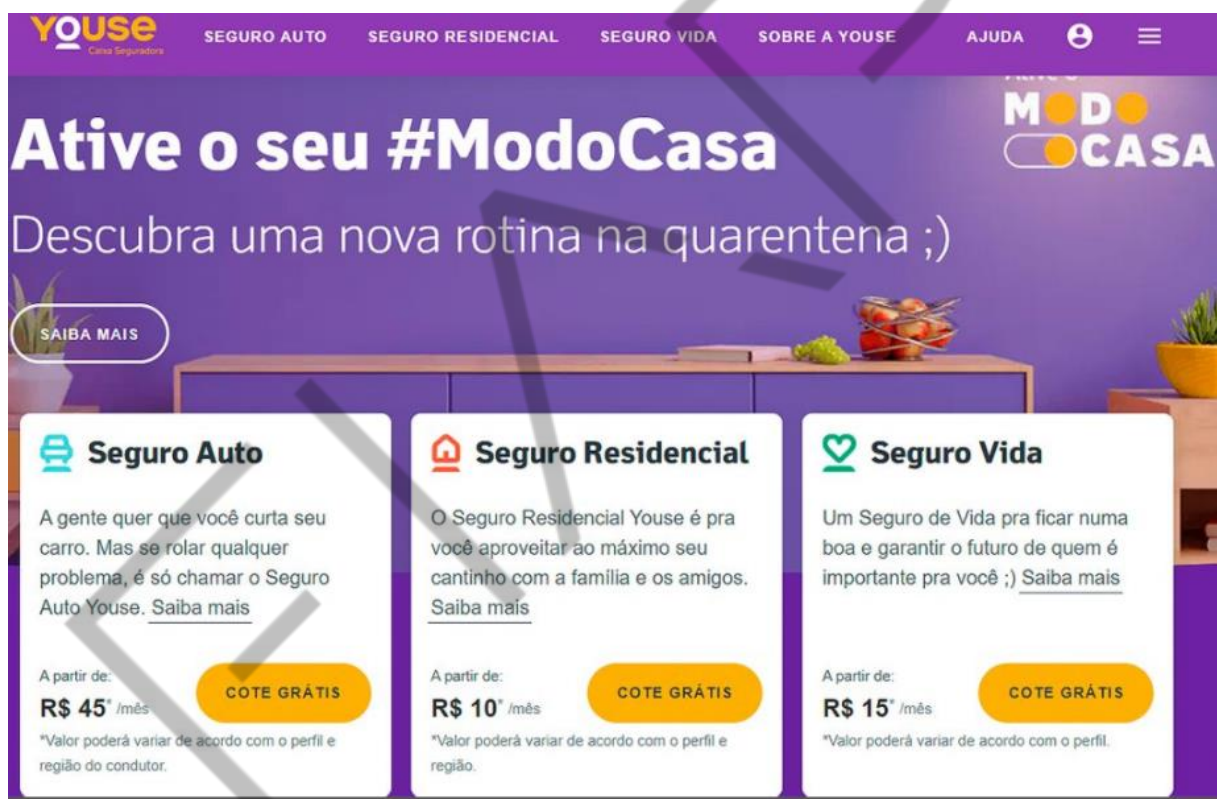 Youse
Caixa Seguradora
SEGURO AUTO
SEGURO RESIDENCIAL
SEGURO VIDA
SOBRE A YOUSE
AJUDA
MODO
CASA
Ative o seu #ModoCasa
Descubra uma nova rotina na quarentena ;)
SAIBA MAIS
Seguro Auto
A gente quer que você curta seu
carro. Mas se rolar qualquer
problema, é só chamar o Seguro
Auto Youse. Saiba mais
A partir de:
R$ 45* /mês
COTE GRÁTIS
*Valor poderá variar de acordo com o perfil e
região do condutor.
Seguro Residencial
O Seguro Residencial Youse é pra
você aproveitar ao máximo seu
cantinho com a família e os amigos.
Saiba mais
A partir de:
R$ 10* /mês
COTE GRÁTIS
*Valor poderá variar de acordo com o perfil e
região.
Seguro Vida
Um Seguro de Vida pra ficar numa
boa e garantir o futuro de quem é
importante pra você ;) Saiba mais
A partir de:
R$ 15* /mês
COTE GRÁTIS
*Valor poderá variar de acordo com o perfil.